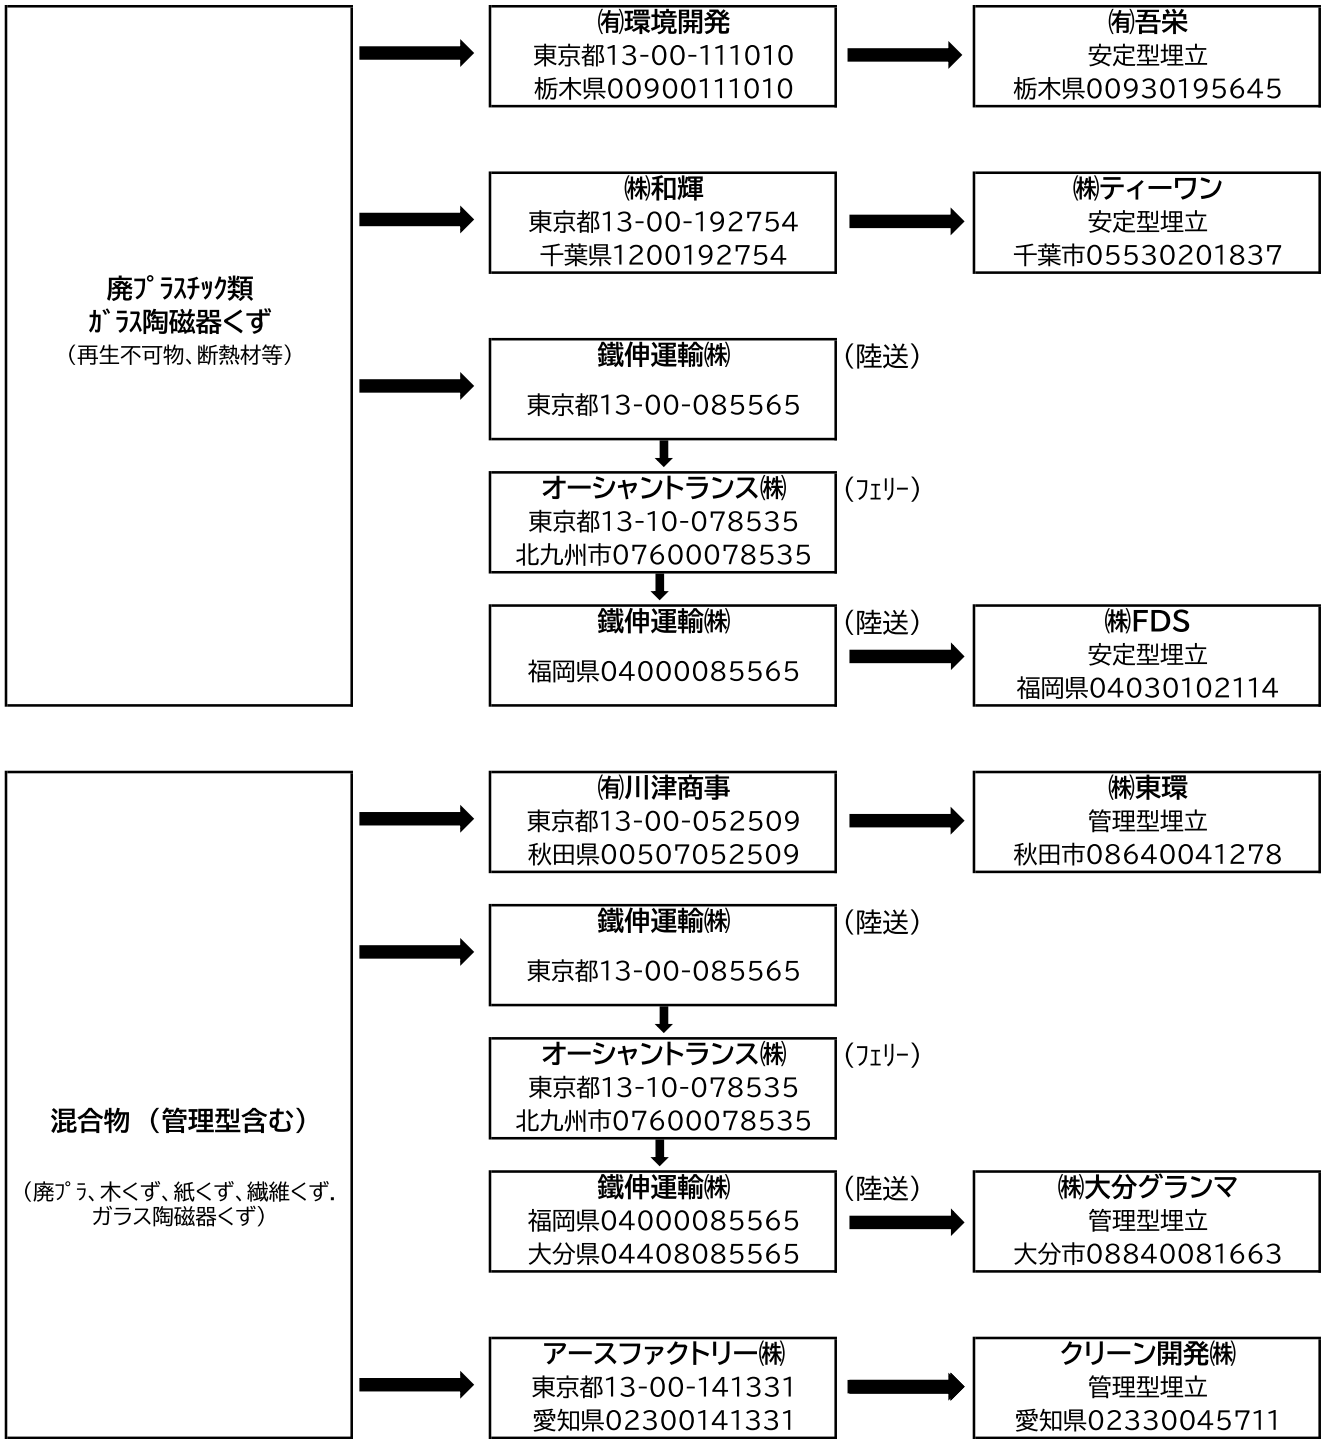 廃ﾌﾟﾗｽﾁｯｸ類
ｶﾞﾗｽ陶磁器くず
（再生不可物、断熱材等）
㈲環境開発
東京都13-00-111010
栃木県00900111010
㈲吾栄
安定型埋立
栃木県00930195645
㈱和輝
東京都13-00-192754
千葉県1200192754
㈱ティーワン
安定型埋立
千葉市05530201837
鐵伸運輸㈱
（陸送）
東京都13-00-085565
オーシャントランス㈱
（ﾌｪﾘｰ）
東京都13-10-078535
北九州市07600078535
鐵伸運輸㈱
（陸送）
福岡県04000085565
㈱FDS
安定型埋立
福岡県04030102114
混合物（管理型含む）
（廃ﾌﾟﾗ、木くず、紙くず、繊維くず．
ガラス陶磁器くず）
㈲川津商事
東京都13-00-052509
秋田県00507052509
㈱東環
管理型埋立
秋田市08640041278
鐵伸運輸㈱
（陸送）
東京都13-00-085565
オーシャントランス㈱
（ﾌｪﾘｰ）
東京都13-10-078535
北九州市07600078535
鐵伸運輸㈱
（陸送）
福岡県04000085565
大分県04408085565
㈱大分グランマ
管理型埋立
大分市08840081663
アースファクトリー㈱
東京都13-00-141331
愛知県02300141331
クリーン開発㈱
管理型埋立
愛知県02330045711